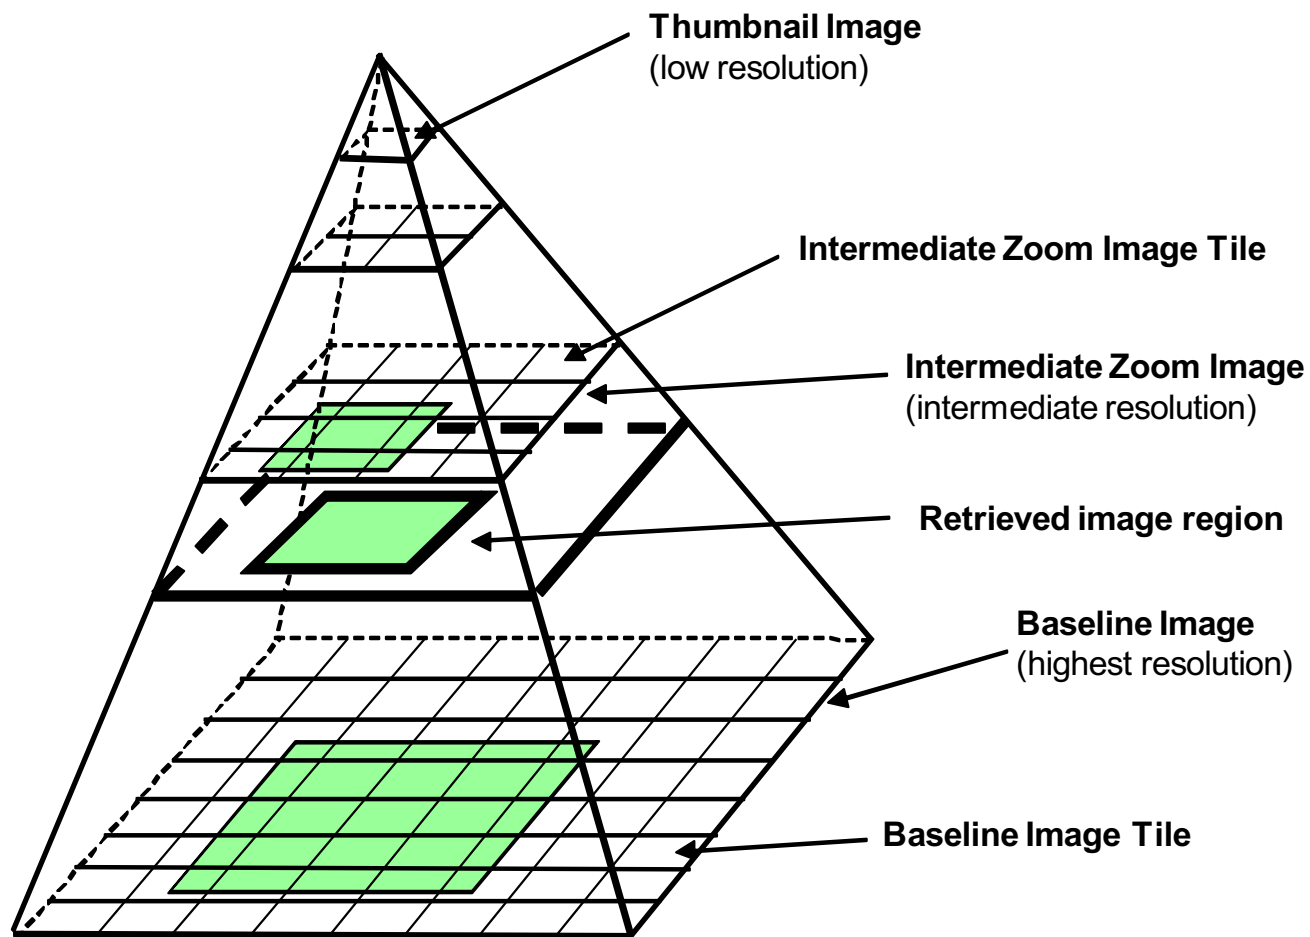 Thumbnail Image
(low resolution)
Intermediate Zoom Image Tile
Intermediate Zoom Image
(intermediate resolution)
Retrieved image region
Baseline Image
(highest resolution)
Baseline Image Tile